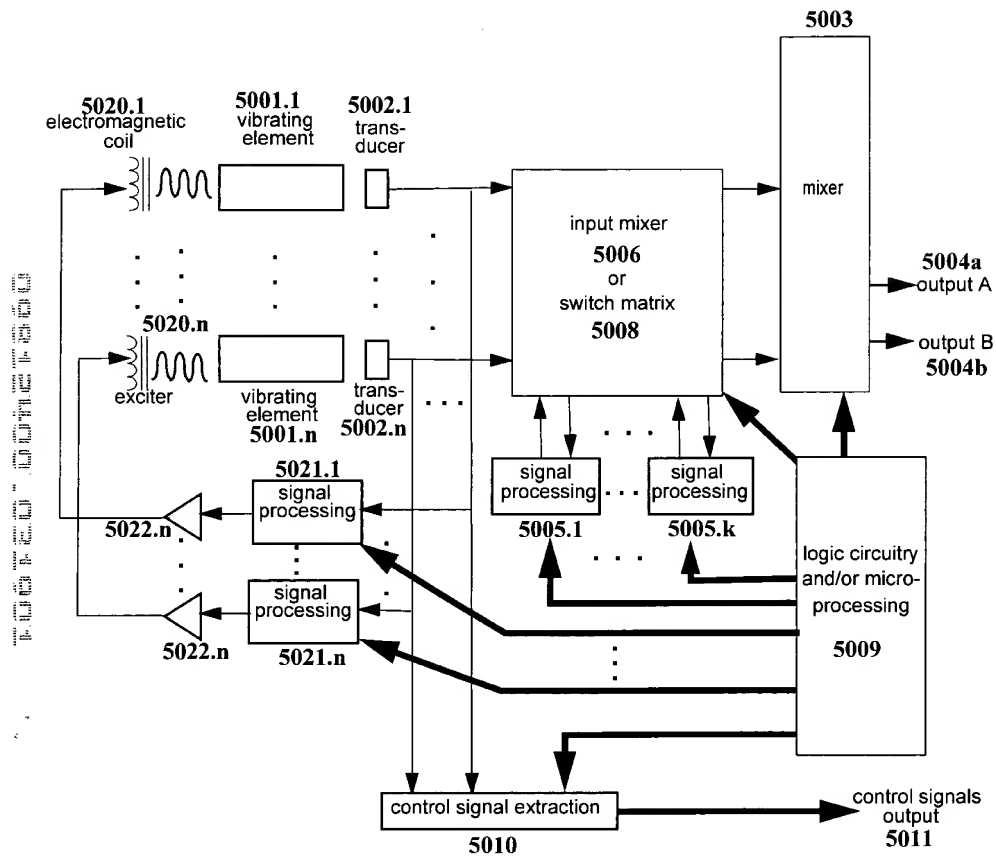 5003
5020.1
electromagnetic
coil
5001.1
vibrating
element
5002.1
trans-
ducer
mixer
input mixer
5006
or
switch matrix
5008
5004a
output A
output B
5004b
5020.n
exciter
vibrating
element
5001.n
trans-
ducer
5002.n
5021.1
signal
processing
5022.n
signal
processing
5005.1
signal
processing
5005.k
signal
processing
5022.n
5021.n
logic circuitry
and/or micro-
processing
5009
control signal extraction
5010
control signals
output
5011